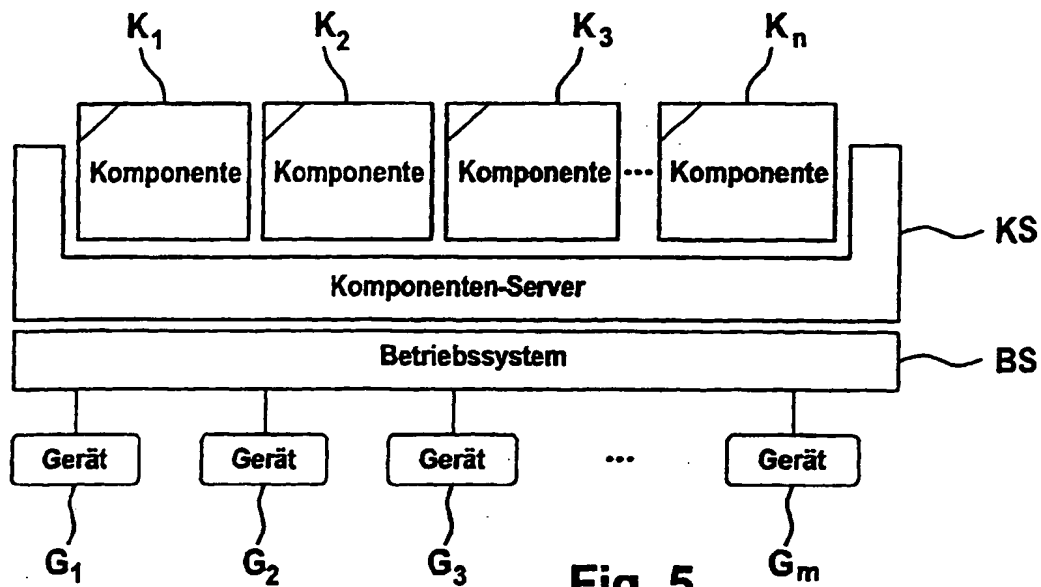 K1 K2 K3 Kn
Komponente Komponente Komponente ... Komponente
KS
Komponenten-Server
Betriebssystem BS
Gerät Gerät Gerät ... Gerät
G1 G2 G3 Gm
Fig. 5